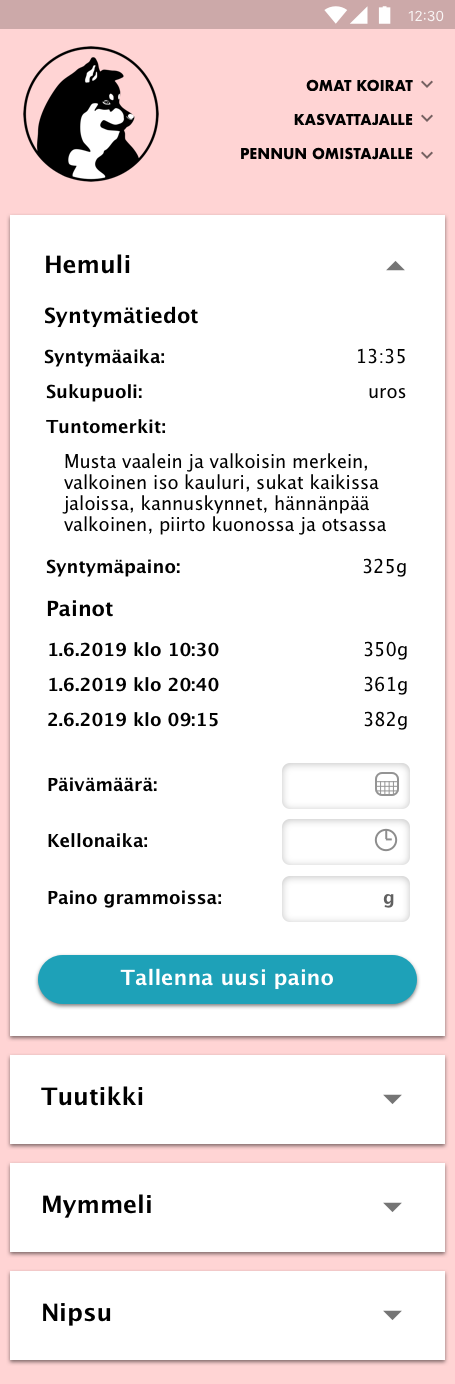 12:30
OMAT KOIRAT
KASVATTAJALLE
PENNUN OMISTAJALLE
Hemuli
Syntymätiedot
Syntymäaika: 13:35
Sukupuoli: uros
Tuntomerkit:
Musta vaalein ja valkoisin merkein,
valkoinen iso kauluri, sukat kaikissa
jaloissa, kannuskynnet, hännänpää
valkoinen, piirto kuonossa ja otsassa
Syntymäpaino: 325g
Painot
1.6.2019 klo 10:30 350g
1.6.2019 klo 20:40 361g
2.6.2019 klo 09:15 382g
Päivämäärä:
Kellonaika:
Paino grammoissa: g
Tallenna uusi paino
Tuutikki
Mymmeli
Nipsu